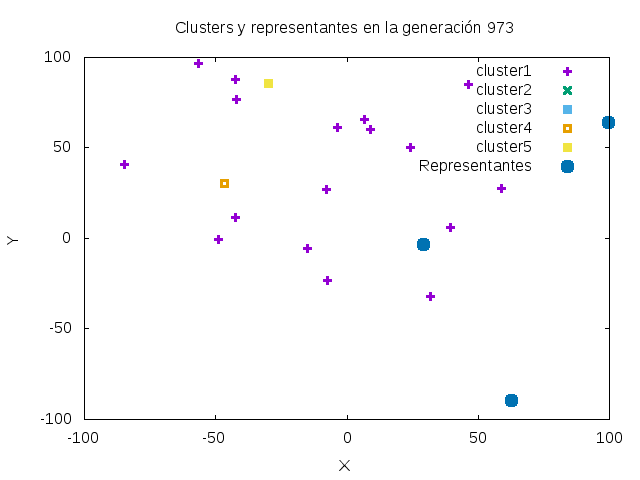 Clusters y representantes en la generación 973
100
50
0
-50
-100
-100
-50
0
50
100
X
Y
cluster1
cluster2
cluster3
cluster4
cluster5
Representantes